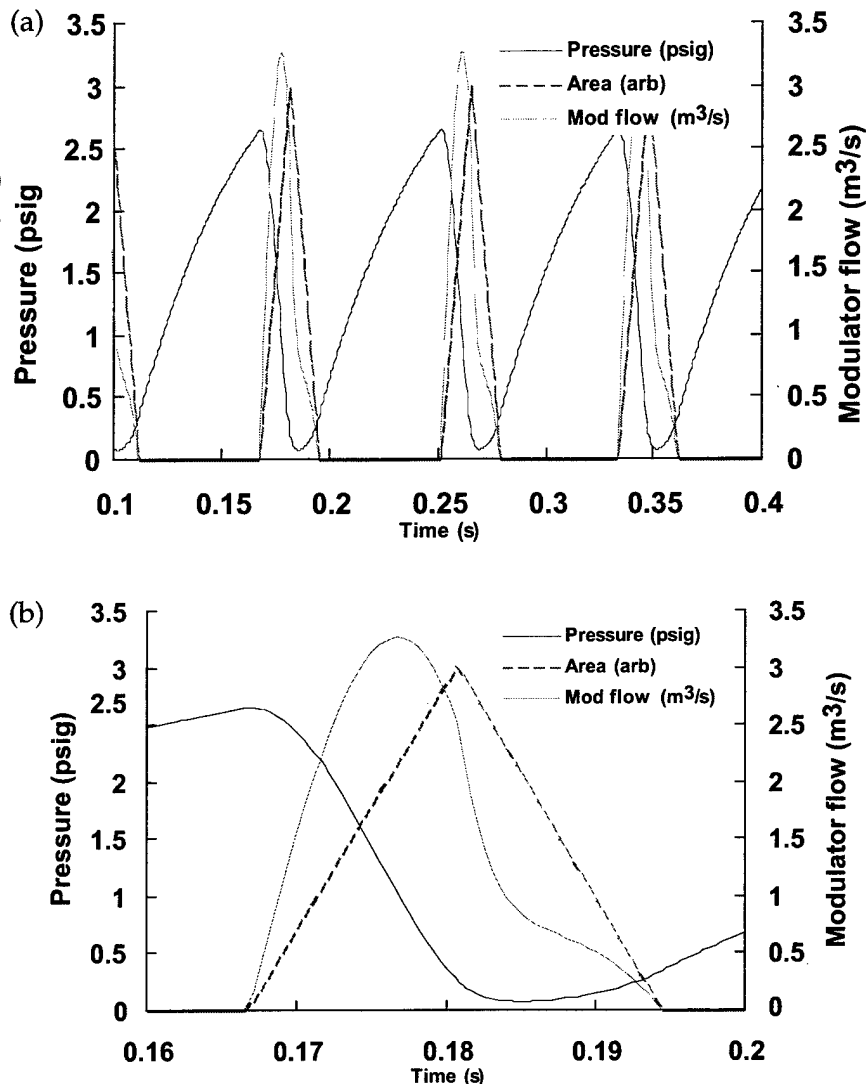 (a)
3.5
3
2.5
2
1.5
1
0.5
0
Pressure (psig
Pressure (psig)
Area (arb)
Mod flow (m3/s)
3.5
3
2.5
2
1.5
1
0.5
0
Modulator flow (m3/s)
0.1 0.15 0.2 0.25 0.3 0.35 0.4
Time (s)
(b)
3.5
3
2.5
2
1.5
1
0.5
0
Pressure (psig)
Pressure (psig)
Area (arb)
Mod flow (m3/s)
3.5
3
2.5
2
1.5
1
0.5
0
Modulator flow (m3/s)
0.16 0.17 0.18 0.19 0.2
Time (s)